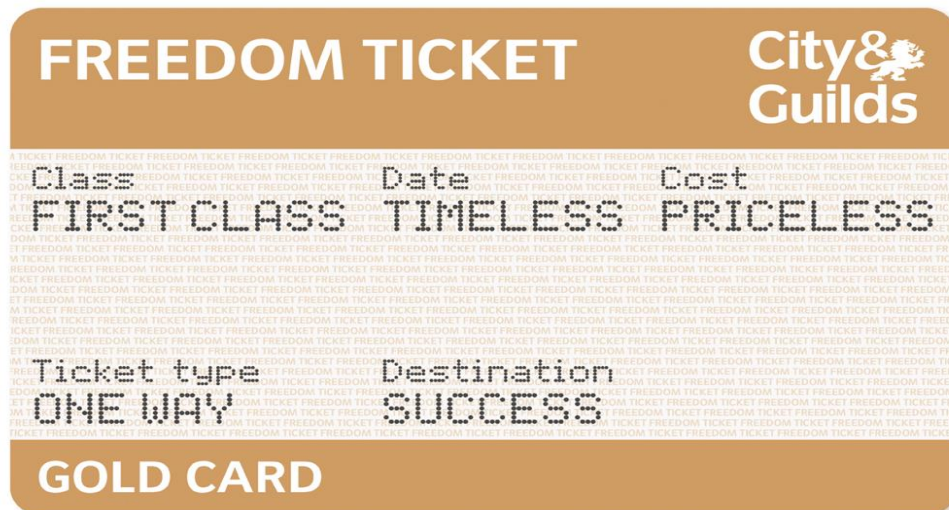 FREEDOM TICKET
City&
Guilds
Class Date Cost
FIRST CLASS TIMELESS PRICELESS
Ticket type Destination
ONE WAY SUCCESS
GOLD CARD